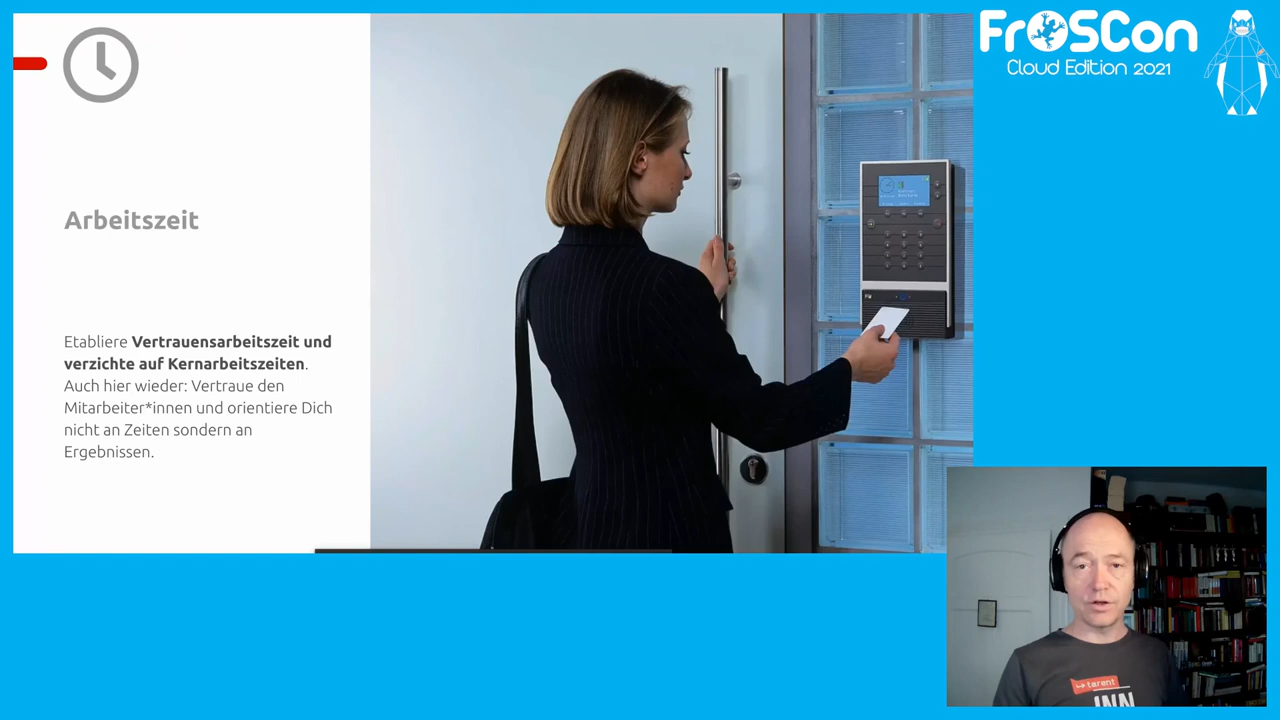 FrOSCon
Cloud Edition 2021
Arbeitszeit
Etabliere Vertrauensarbeitszeit und
verzichte auf Kernarbeitszeiten.
Auch hier wieder: Vertraue den
Mitarbeiter*innen und orientiere Dich
nicht an Zeiten sondern an
Ergebnissen.
tarent